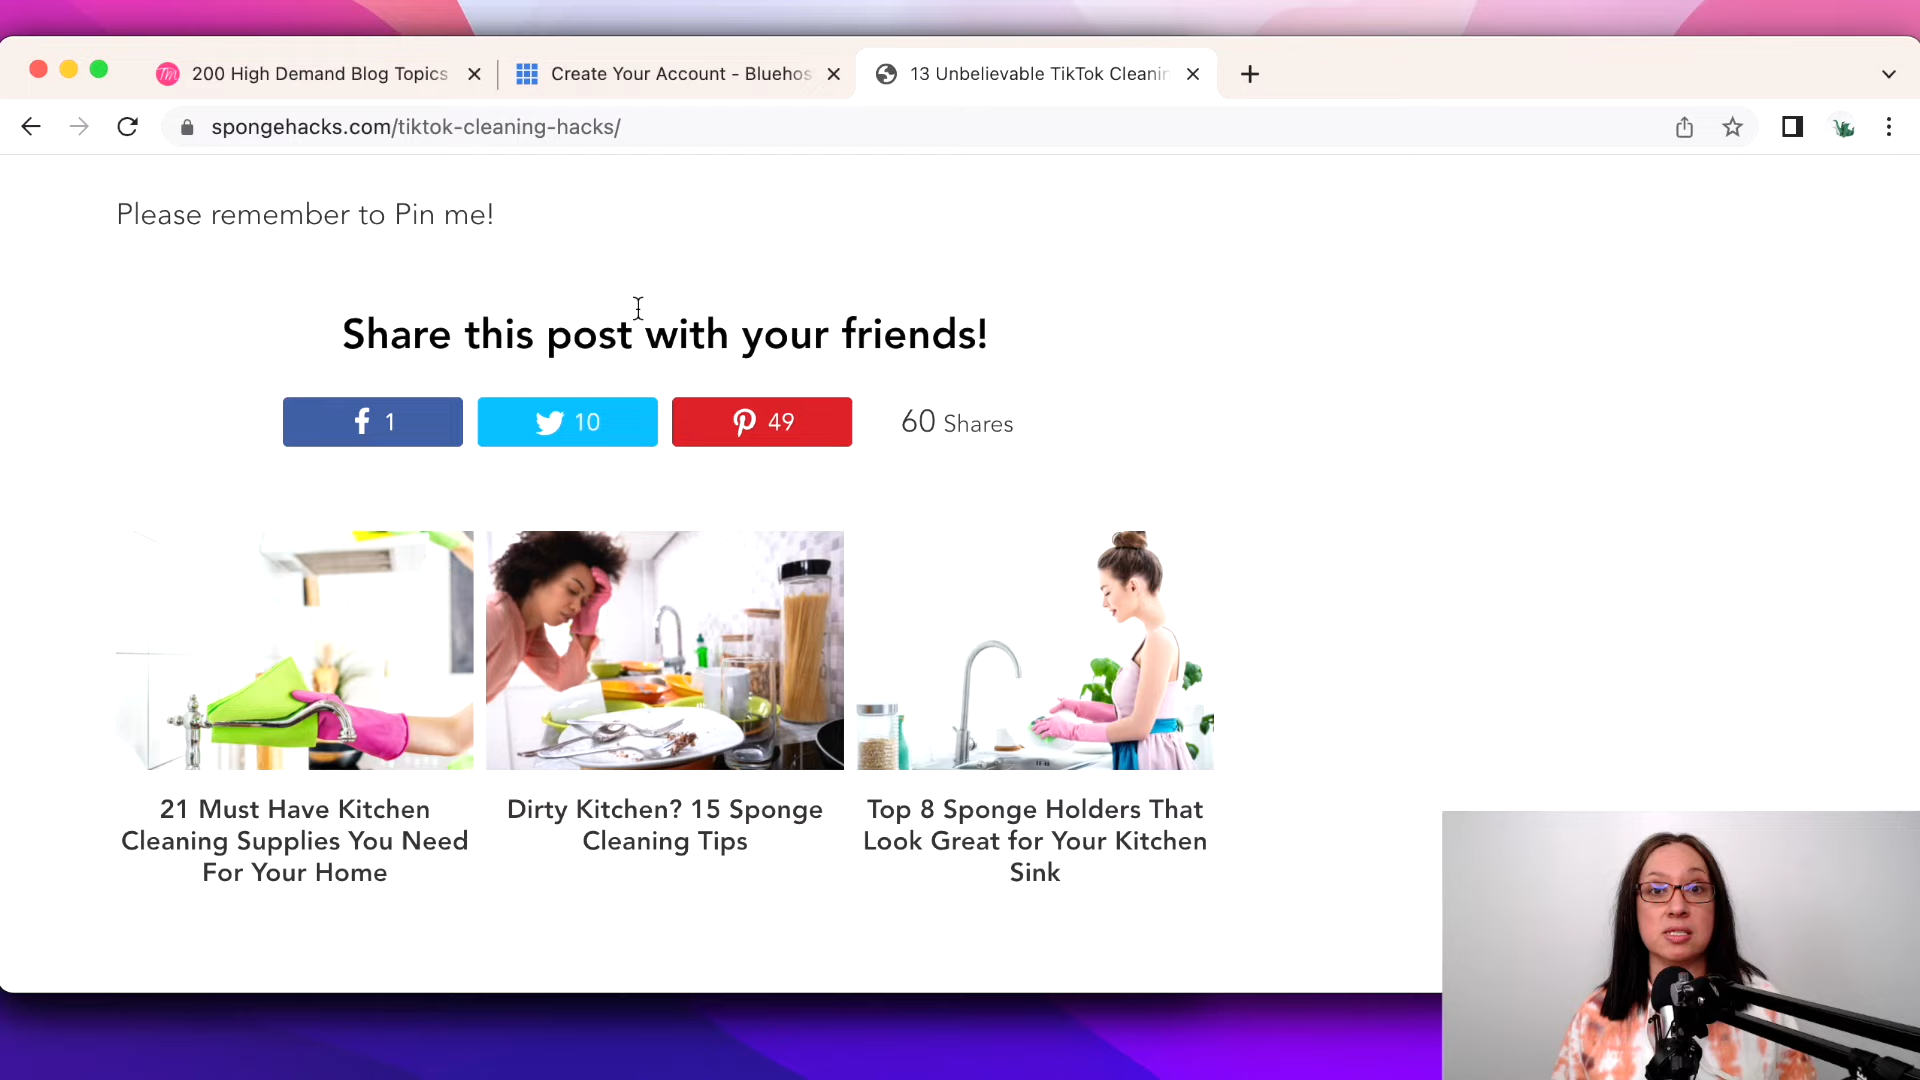 200 High Demand Blog Topics
Create Your Account - Bluehos
13 Unbelievable TikTok Cleanin
spongehacks.com/tiktok-cleaning-hacks/
Please remember to Pin me!
Share this post with your friends!
1
10
49
60 Shares
21 Must Have Kitchen
Cleaning Supplies You Need
For Your Home
Dirty Kitchen? 15 Sponge
Cleaning Tips
Top 8 Sponge Holders That
Look Great for Your Kitchen
Sink